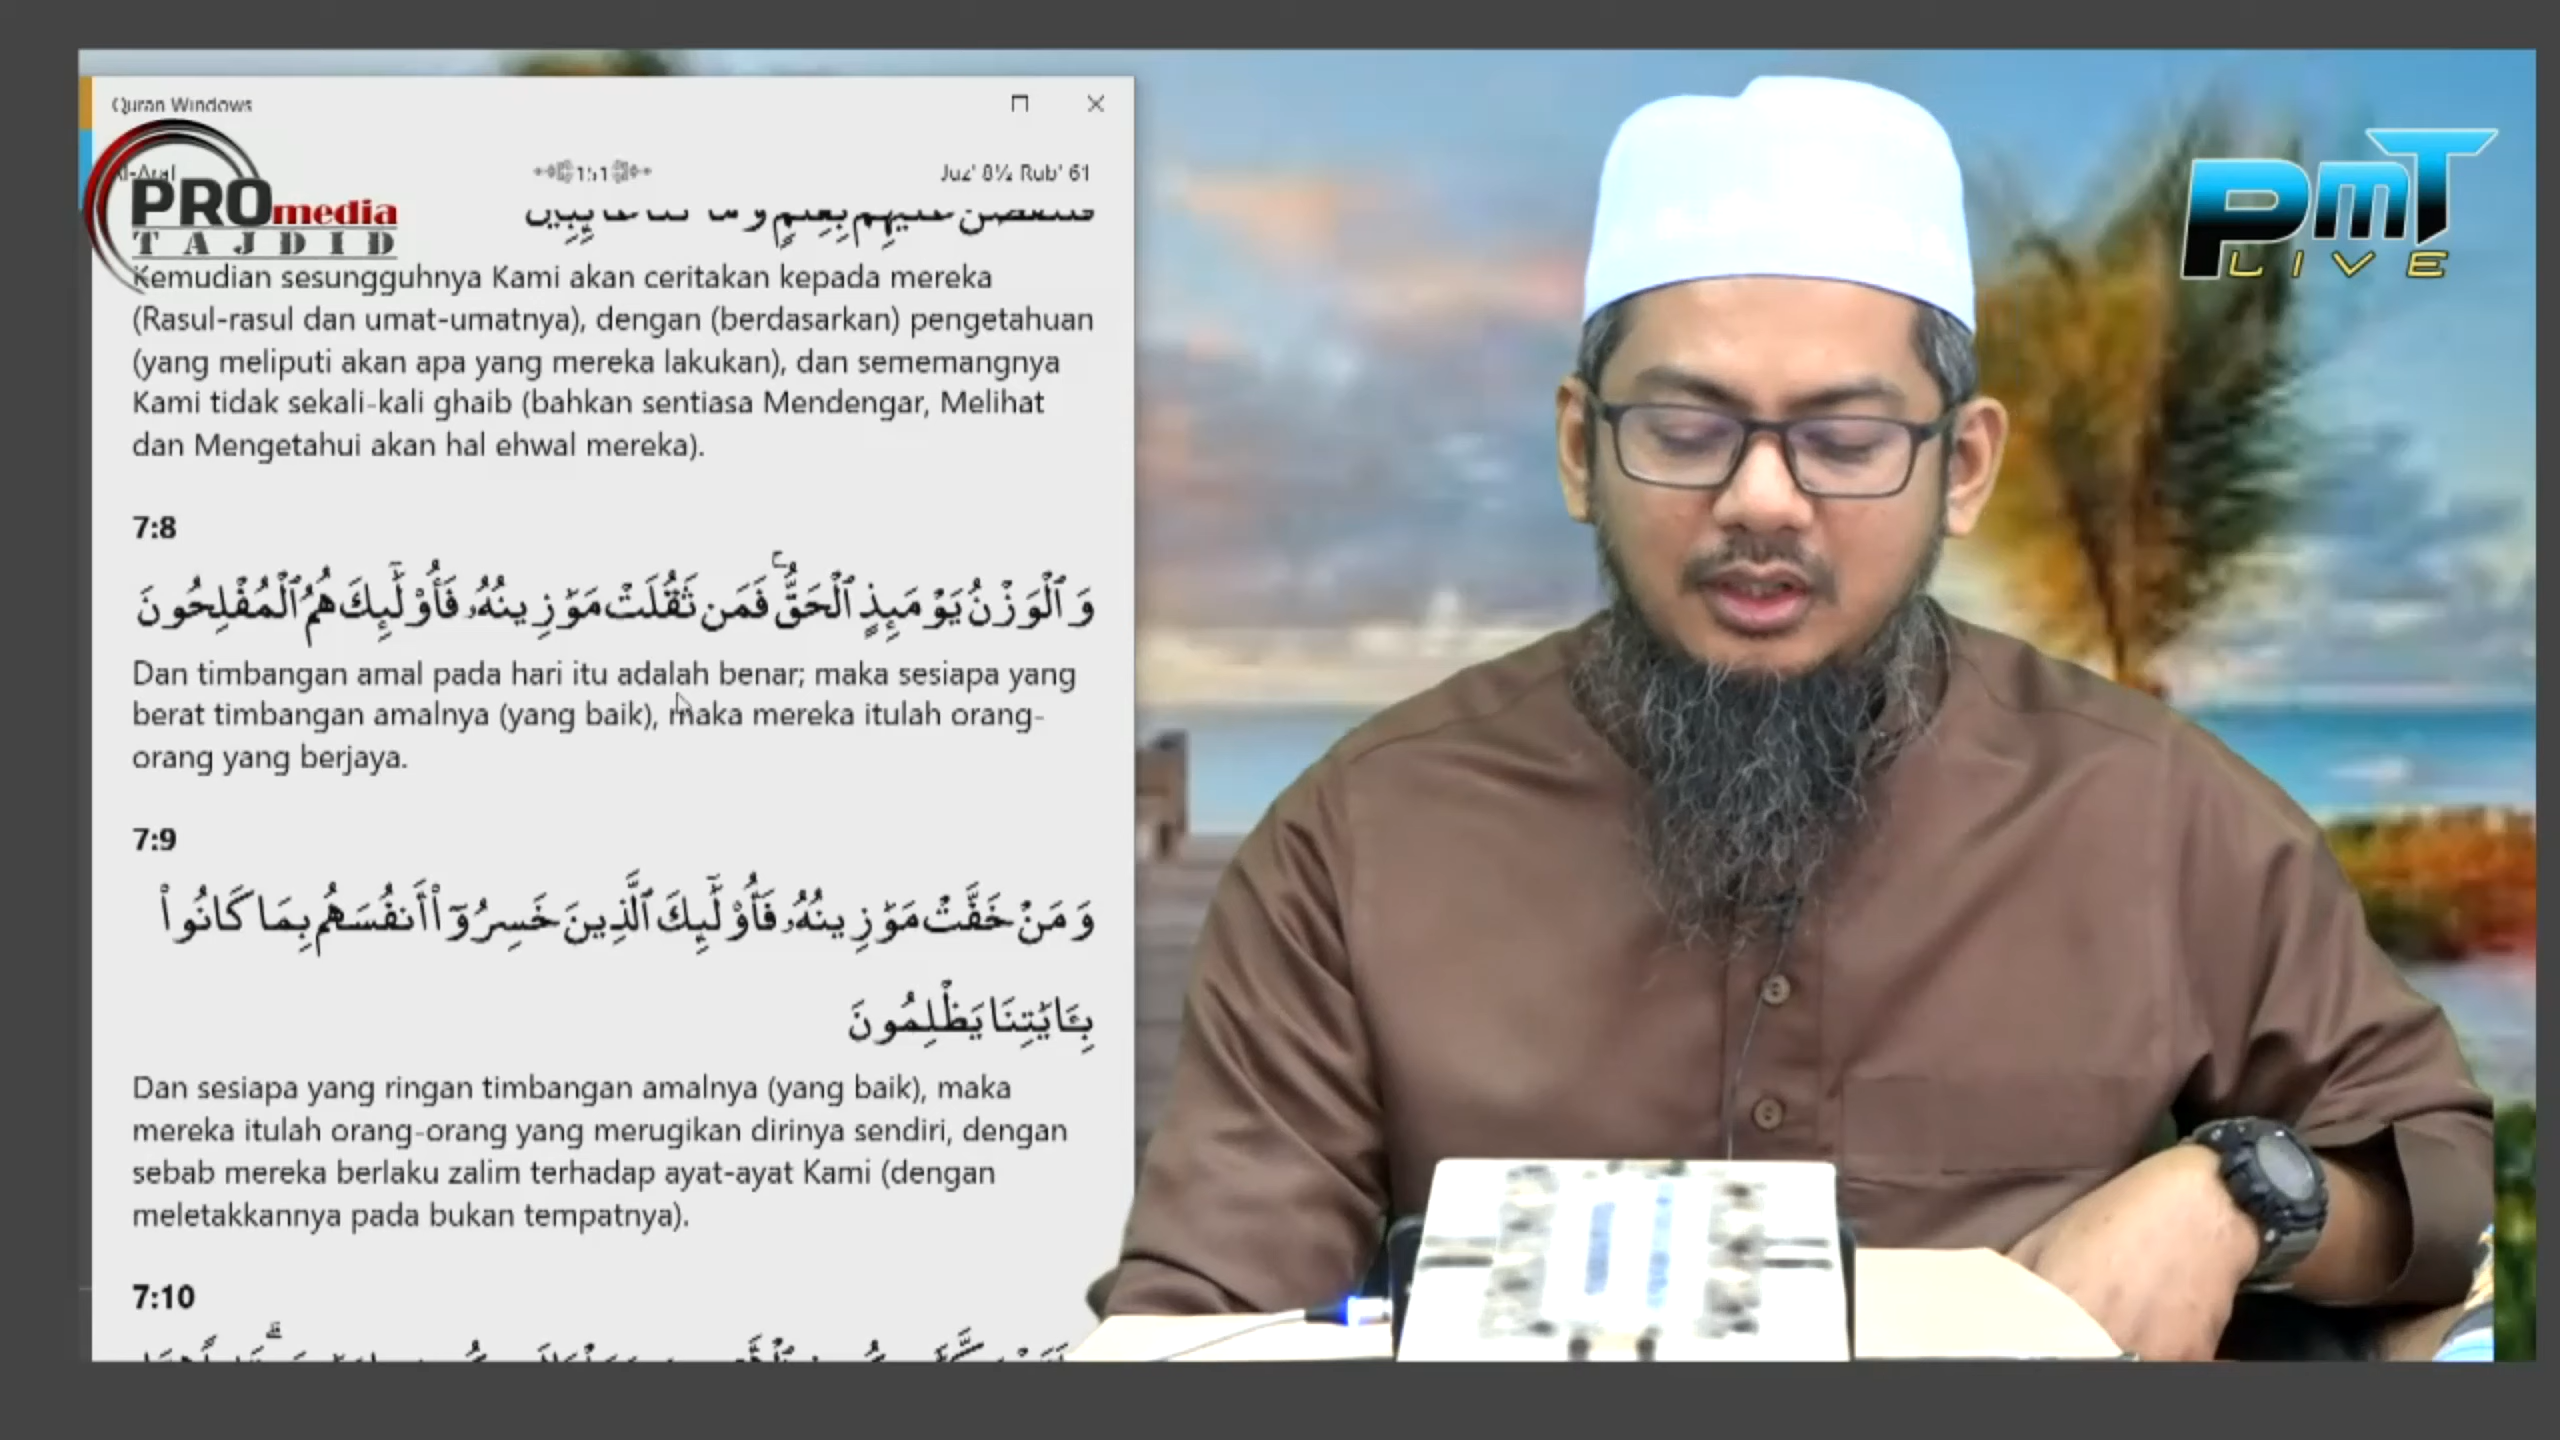 Quran Windows
Juz' 8¼ Rub' 61
PROmedia
TAJDID
PmT
LIVE
Kemudian sesungguhnya Kami akan ceritakan kepada mereka
(Rasul-rasul dan umat-umatnya), dengan (berdasarkan) pengetahuan
(yang meliputi akan apa yang mereka lakukan), dan sememangnya
Kami tidak sekali-kali ghaib (bahkan sentiasa Mendengar, Melihat
dan Mengetahui akan hal ehwal mereka).
7:8
وَٱلْوَزْنُ يَوْمَئِذٍ ٱلْحَقُّ ۚ فَمَن ثَقُلَتْ مَوَٰزِينُهُۥ فَأُو۟لَٰٓئِكَ هُمُ ٱلْمُفْلِحُونَ
Dan timbangan amal pada hari itu adalah benar; maka sesiapa yang
berat timbangan amalnya (yang baik), maka mereka itulah orang-
orang yang berjaya.
7:9
وَمَنْ خَفَّتْ مَوَٰزِينُهُۥ فَأُو۟لَٰٓئِكَ ٱلَّذِينَ خَسِرُوٓا۟ أَنفُسَهُم بِمَا كَانُوا۟
بِـَٔايَٰتِنَا يَظْلِمُونَ
Dan sesiapa yang ringan timbangan amalnya (yang baik), maka
mereka itulah orang-orang yang merugikan dirinya sendiri, dengan
sebab mereka berlaku zalim terhadap ayat-ayat Kami (dengan
meletakkannya pada bukan tempatnya).
7:10